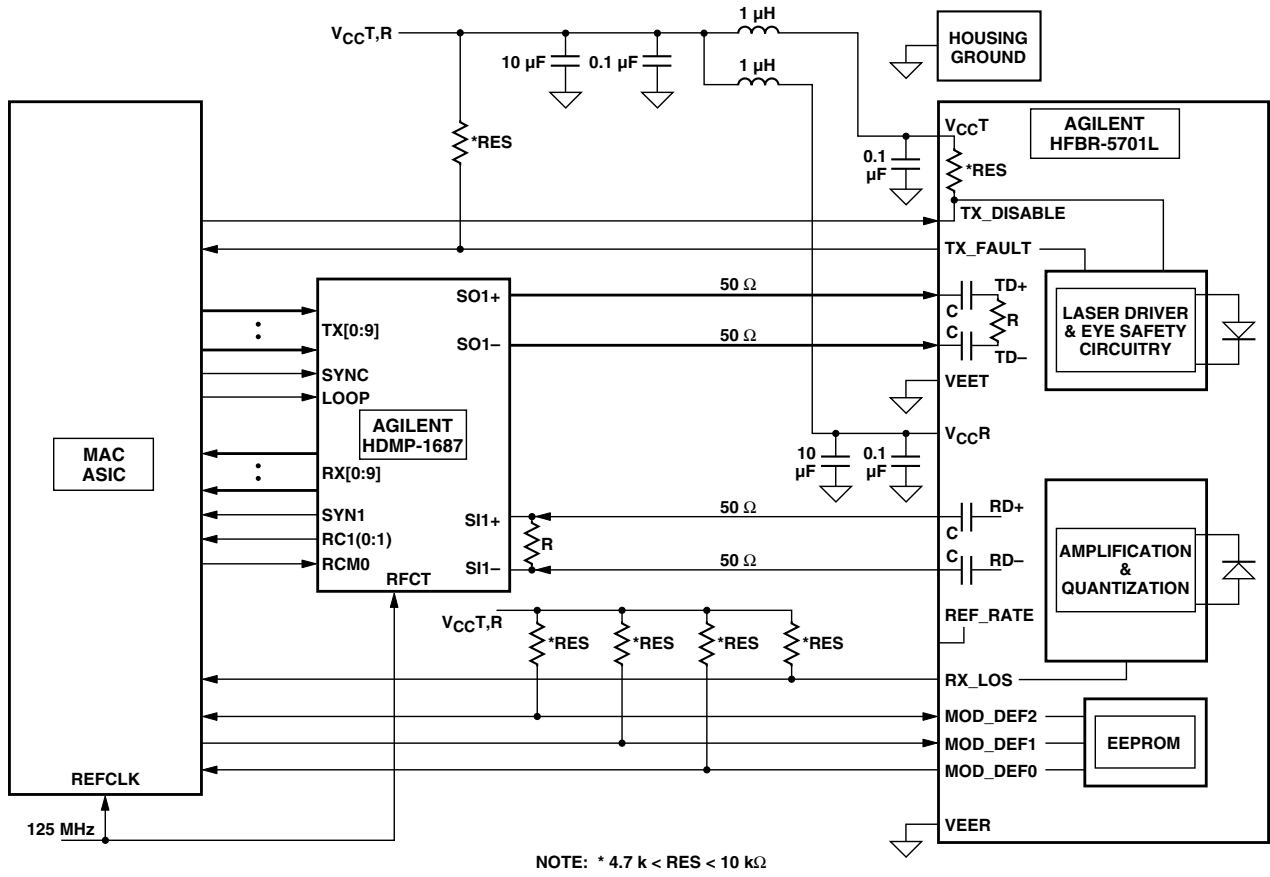 V_CC T,R
1 µH
1 µH
10 µF
0.1 µF
HOUSING
GROUND
*RES
V_CC T
AGILENT
HFBR-5701L
0.1
µF
*RES
TX_DISABLE
TX_FAULT
SO1+
50 Ω
TD+
C
R
LASER DRIVER
& EYE SAFETY
CIRCUITRY
TX[0:9]
:
SO1–
50 Ω
C
TD–
SYNC
LOOP
VEET
AGILENT
HDMP-1687
MAC
ASIC
V_CC R
10
µF
0.1
µF
:
RX[0:9]
SYN1
SI1+
50 Ω
RD+
C
R
RC1(0:1)
RCM0
SI1–
50 Ω
C
RD–
AMPLIFICATION
&
QUANTIZATION
RFCT
V_CC T,R
REF_RATE
*RES
*RES
*RES
*RES
RX_LOS
MOD_DEF2
MOD_DEF1
MOD_DEF0
EEPROM
REFCLK
125 MHz
VEER
NOTE: * 4.7 k < RES < 10 kΩ